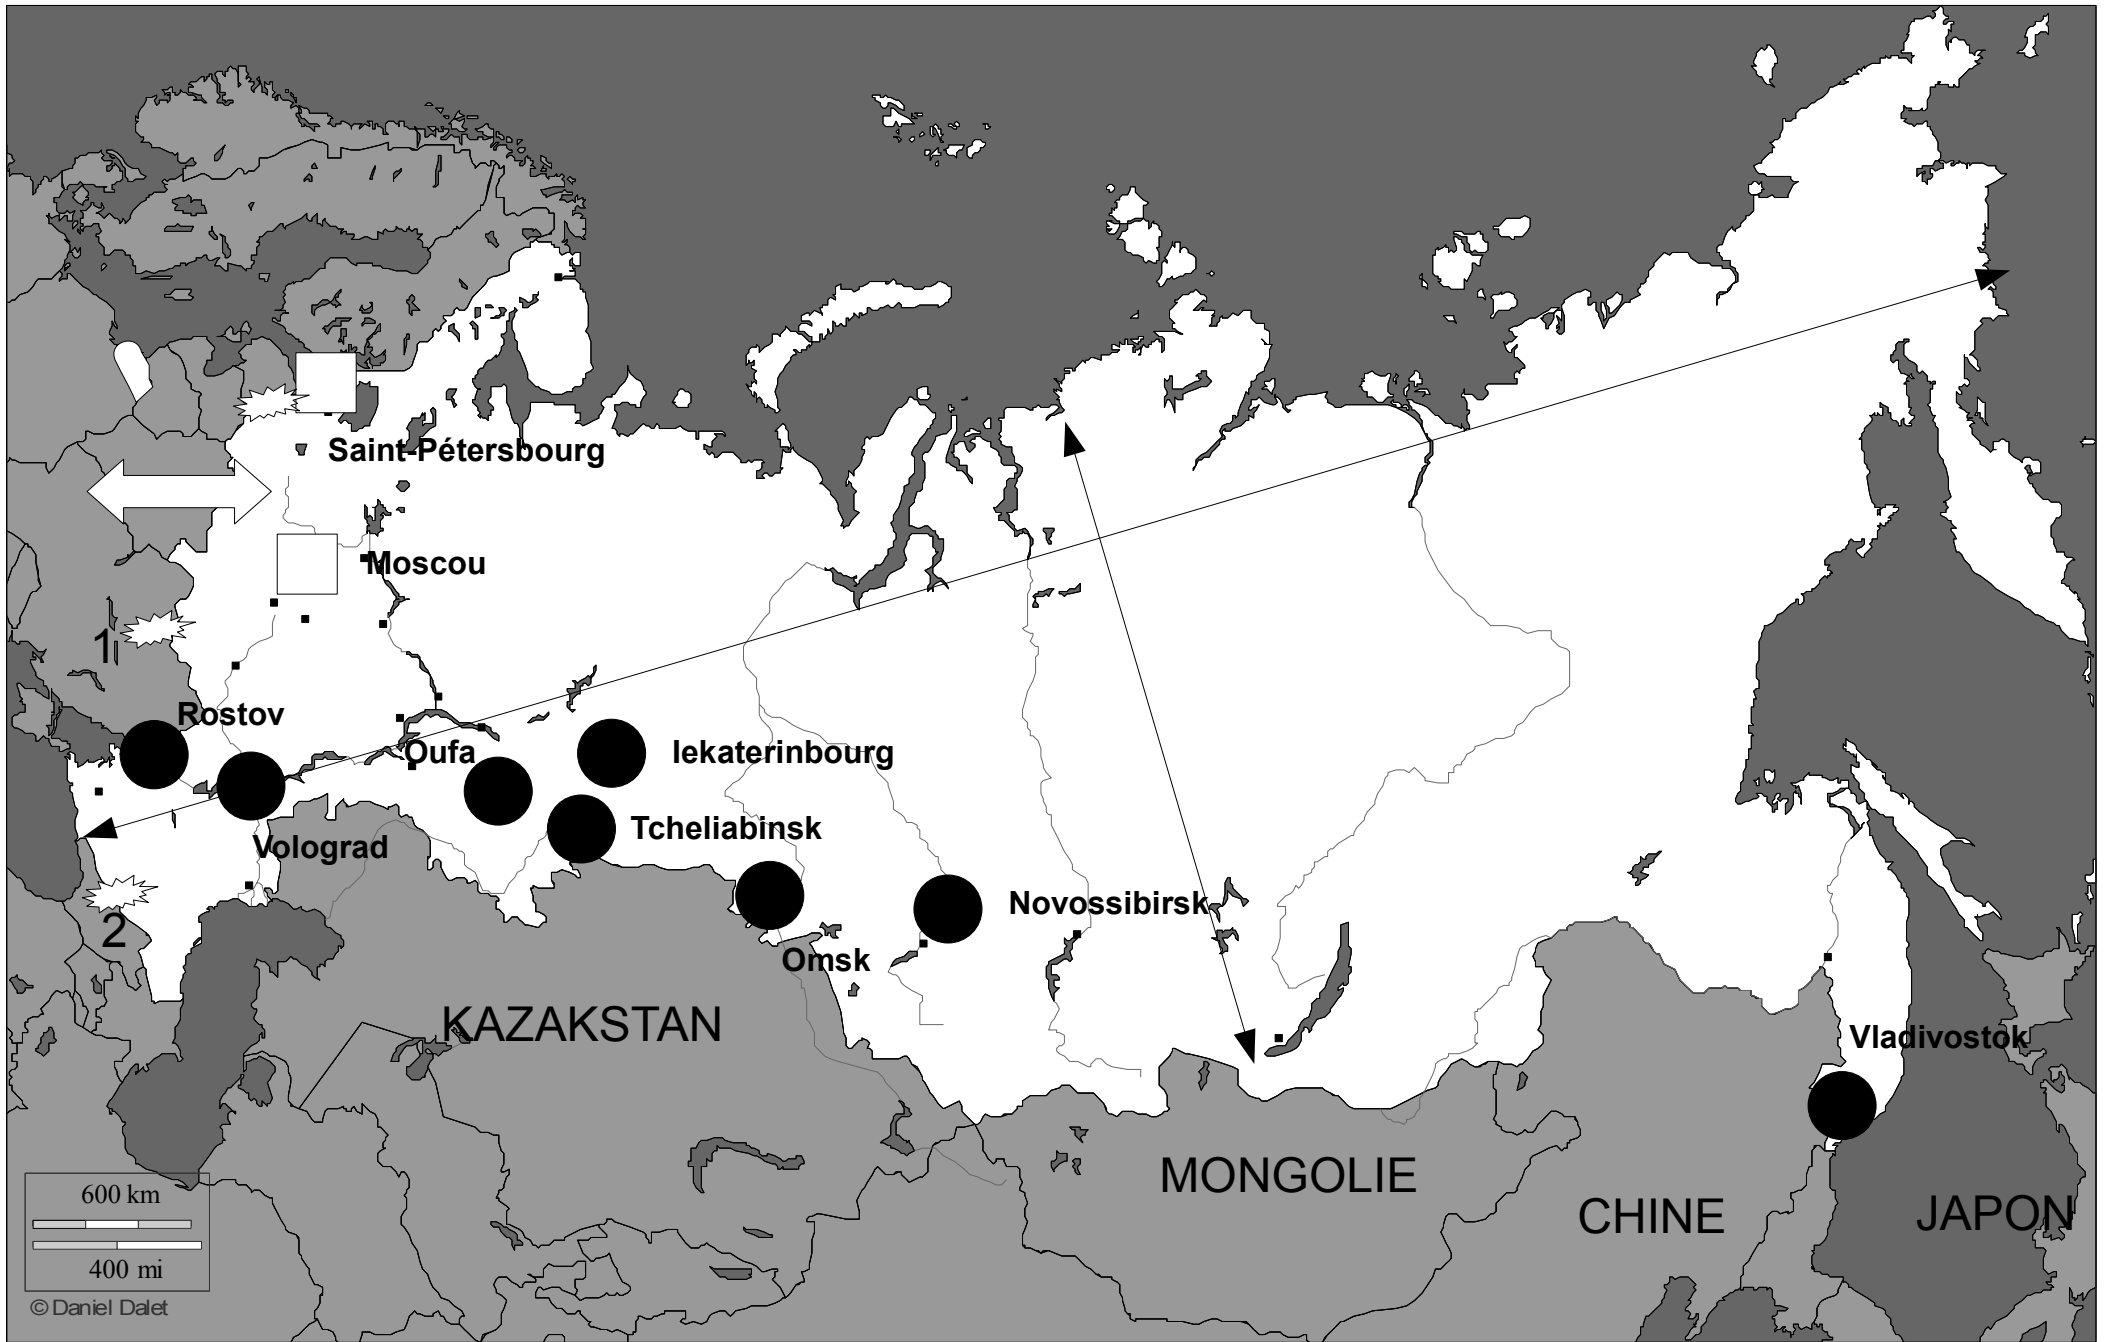 Saint-Pétersbourg
Moscou
1
Rostov
Oufa
Iekaterinbourg
Tcheliabinsk
Volograd
2
Novossibirsk
Omsk
KAZAKSTAN
Vladivostok
MONGOLIE
CHINE
JAPON
600 km
400 mi
© Daniel Dalet